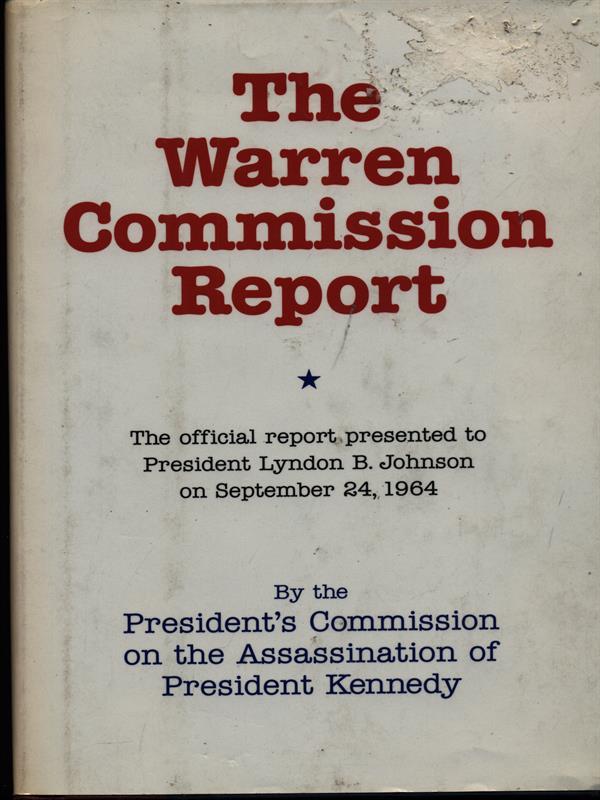 The
Warren
Commission
Report
The official report presented to
President Lyndon B. Johnson
on September 24, 1964
By the
President's Commission
on the Assassination of
President Kennedy